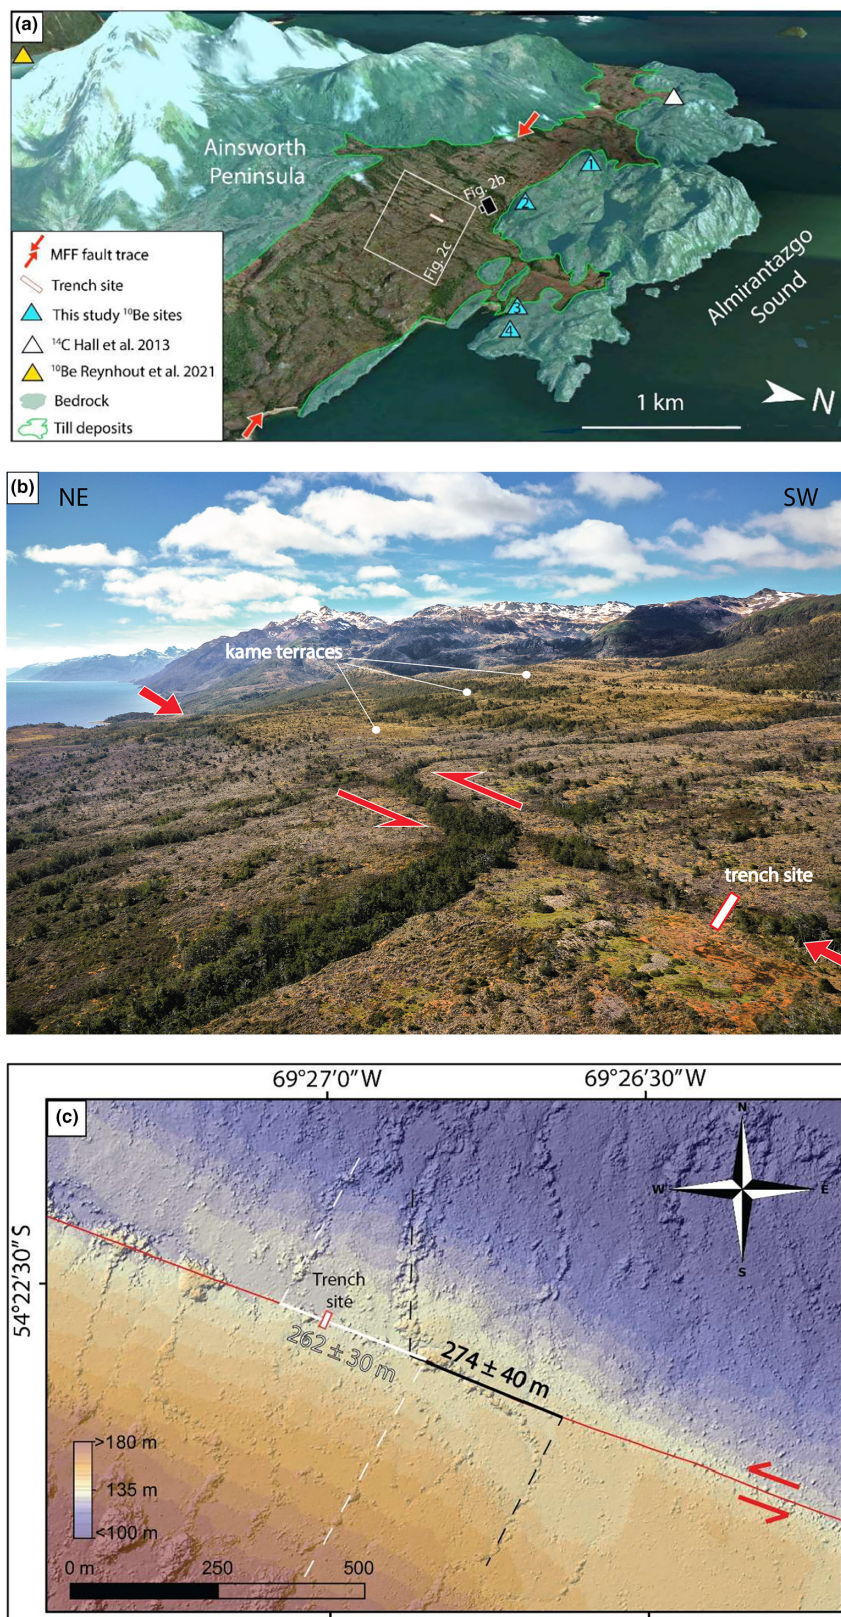 (a)
Ainsworth
Peninsula
Fig. 2b
Fig. 2c
1
2
3
4
Almirantazgo
Sound
MFF fault trace
Trench site
This study ¹⁰Be sites
¹⁴C Hall et al. 2013
¹⁰Be Reynhout et al. 2021
Bedrock
Till deposits
1 km
N
(b)
NE
SW
kame terraces
trench site
69°27'0"W
69°26'30"W
(c)
N
W
E
S
54°22'30"S
Trench
site
262 ± 30 m
274 ± 40 m
>180 m
135 m
<100 m
0 m
250
500